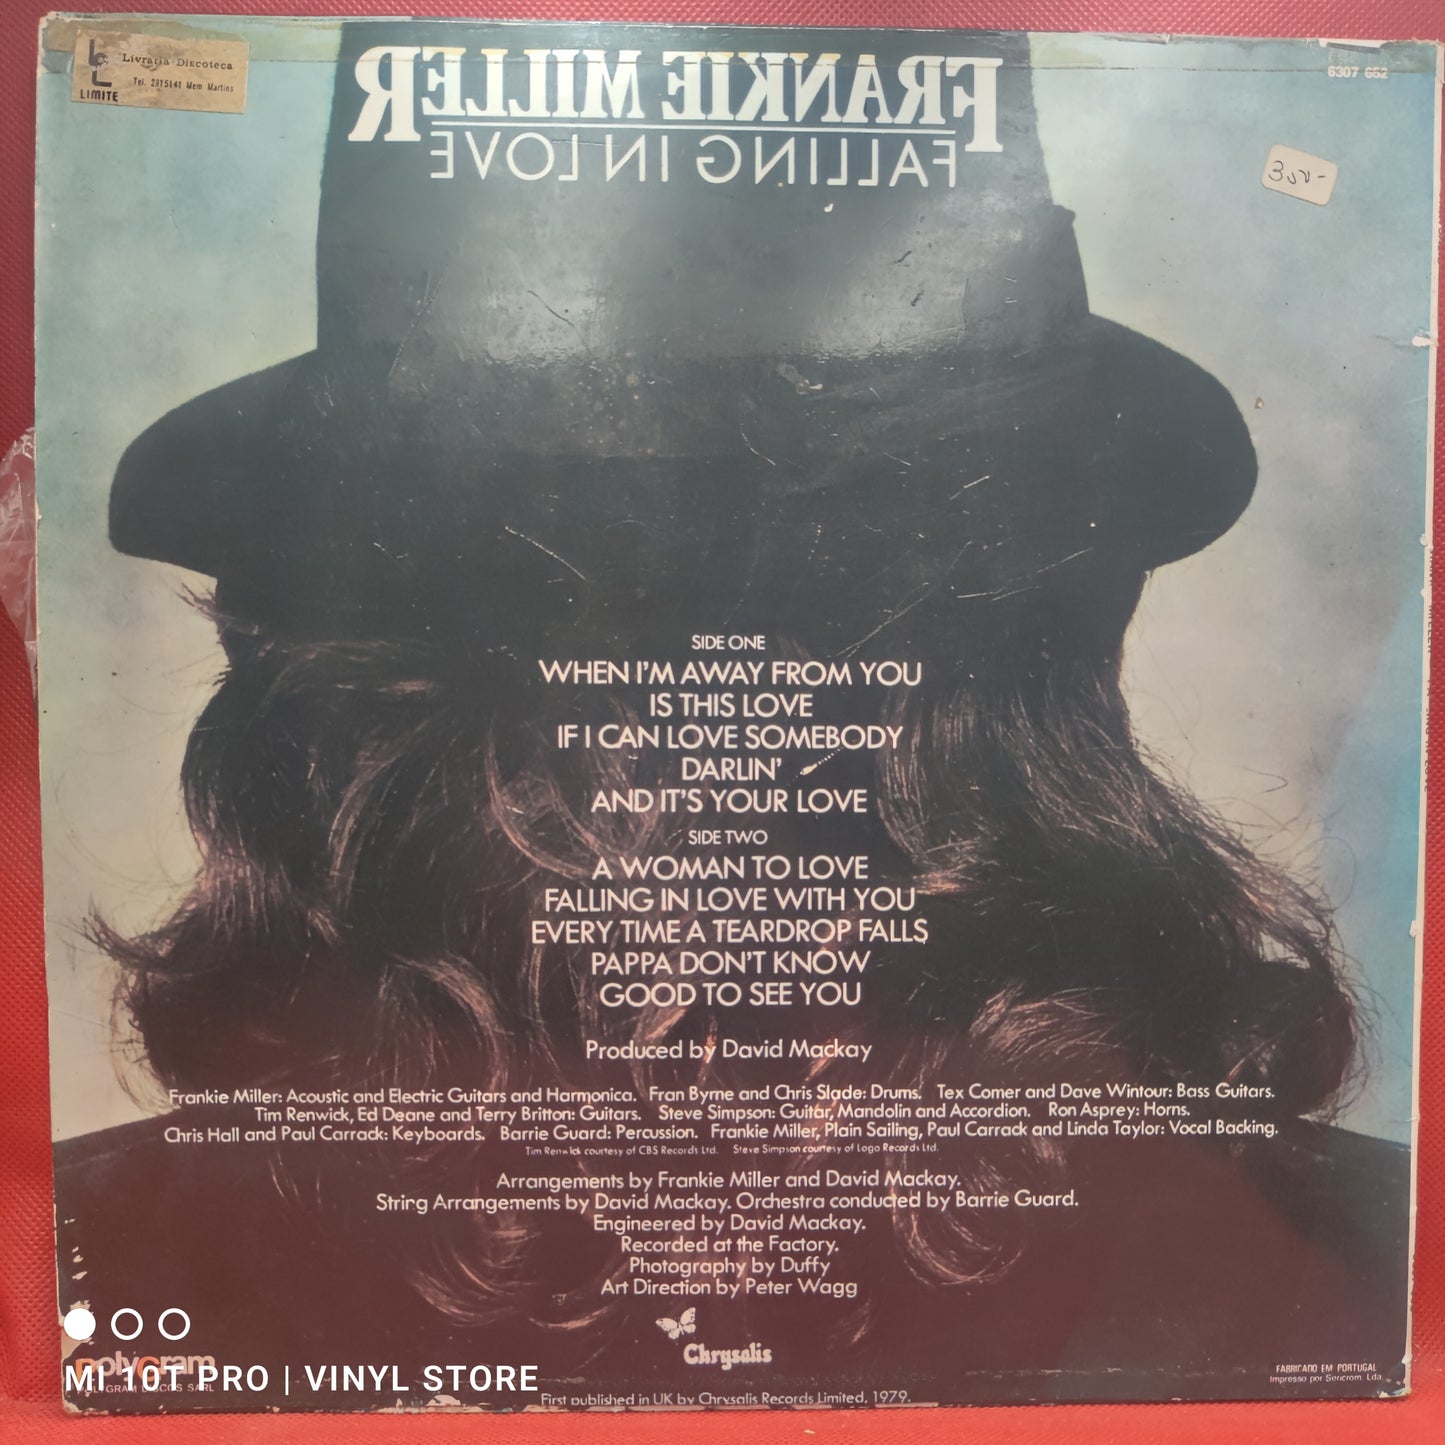 Livraria-Discoteca
Tel. 2315141 Mem Martins
LIMITE
FRANKIE MILLER
FALLING IN LOVE
6307 652
SIDE ONE
WHEN I'M AWAY FROM YOU
IS THIS LOVE
IF I CAN LOVE SOMEBODY
DARLIN'
AND IT'S YOUR LOVE
SIDE TWO
A WOMAN TO LOVE
FALLING IN LOVE WITH YOU
EVERY TIME A TEARDROP FALLS
PAPPA DON'T KNOW
GOOD TO SEE YOU
Produced by David Mackay
Frankie Miller: Acoustic and Electric Guitars and Harmonica. Fran Byrne and Chris Slade: Drums. Tex Comer and Dave Wintour: Bass Guitars.
Tim Renwick, Ed Deane and Terry Britton: Guitars. Steve Simpson: Guitar, Mandolin and Accordion. Ron Asprey: Horns.
Chris Hall and Paul Carrack: Keyboards. Barrie Guard: Percussion. Frankie Miller, Plain Sailing, Paul Carrack and Linda Taylor: Vocal Backing.
Tim Renwick courtesy of CBS Records Ltd. Steve Simpson courtesy of Logo Records Ltd.
Arrangements by Frankie Miller and David Mackay.
String Arrangements by David Mackay. Orchestra conducted by Barrie Guard.
Engineered by David Mackay.
Recorded at the Factory.
Photography by Duffy
Art Direction by Peter Wagg
Chrysalis
polyGram
POLYGRAM DISCOS SARL
MI 10T PRO | VINYL STORE
FABRICADO EM PORTUGAL
Impresso por Soncrom, Lda
First published in UK by Chrysalis Records Limited, 1979.